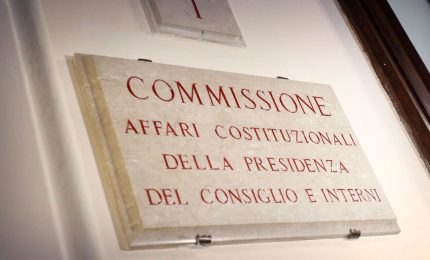 I
COMMISSIONE
AFFARI COSTITUZIONALI
DELLA PRESIDENZA
DEL CONSIGLIO E INTERNI